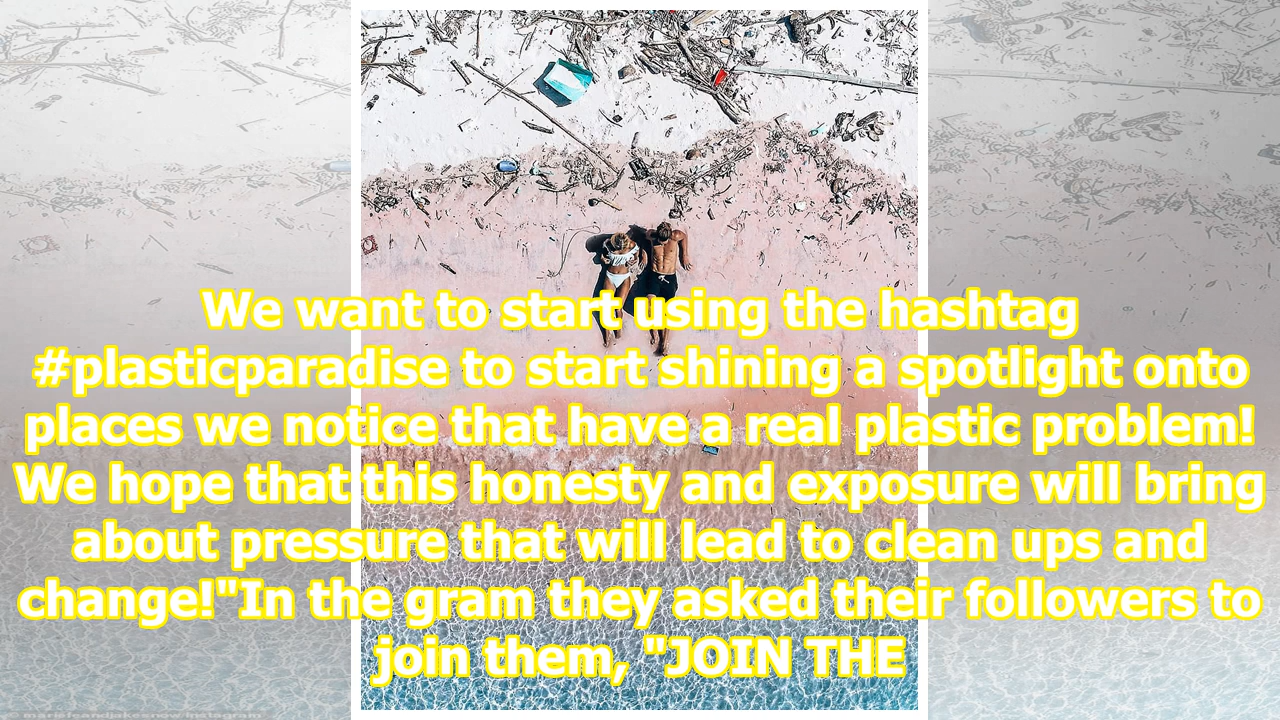 We want to start using the hashtag
#plasticparadise to start shining a spotlight onto
places we notice that have a real plastic problem!
We hope that this honesty and exposure will bring
about pressure that will lead to clean ups and
change!"In the gram they asked their followers to
join them, "JOIN THE
© mariefeandjakesnow/Instagram